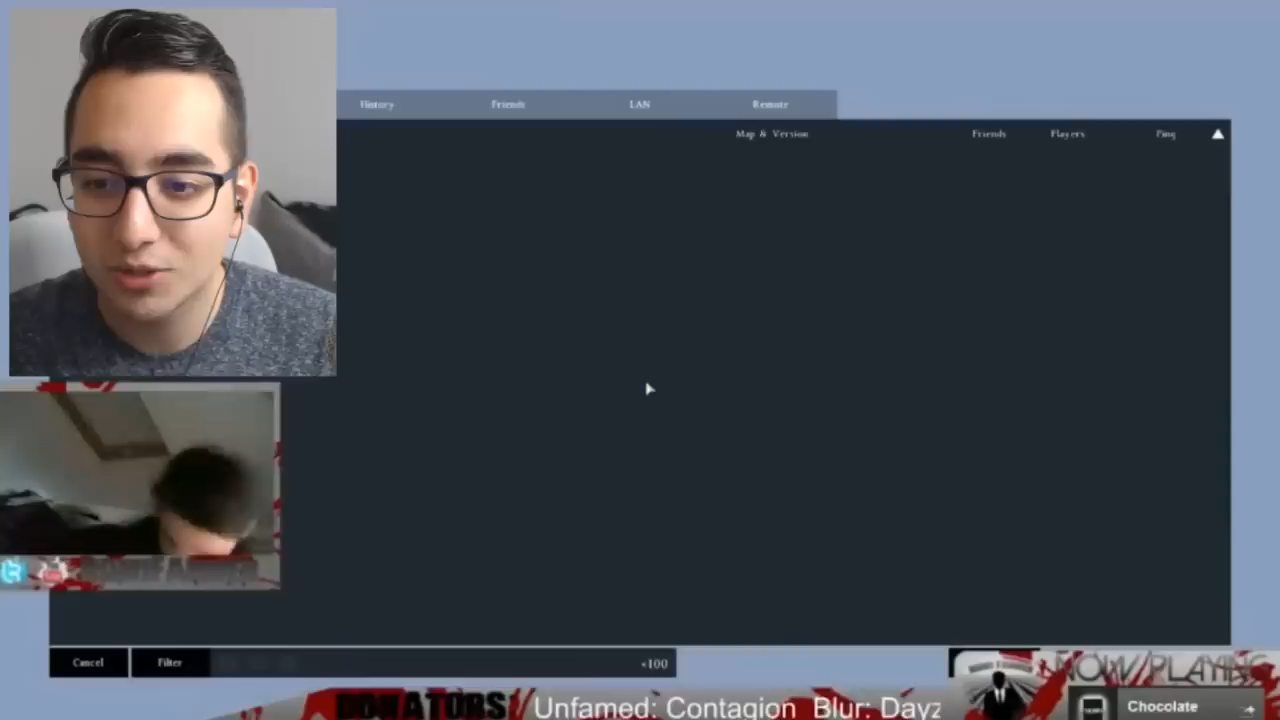 History Friends LAN Remote
Map & Version Friends Players Ping
Cancel Filter <100
NOW PLAYING
DONATORS Unfamed: Contagion Blur: Dayz
Chocolate